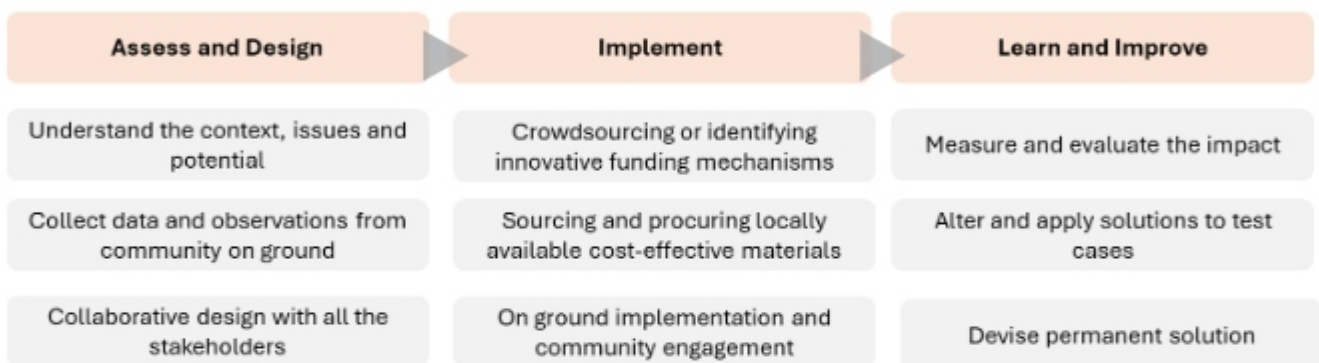 Assess and Design
Implement
Learn and Improve
Understand the context, issues and
potential
Crowdsourcing or identifying
innovative funding mechanisms
Measure and evaluate the impact
Collect data and observations from
community on ground
Sourcing and procuring locally
available cost-effective materials
Alter and apply solutions to test
cases
Collaborative design with all the
stakeholders
On ground implementation and
community engagement
Devise permanent solution